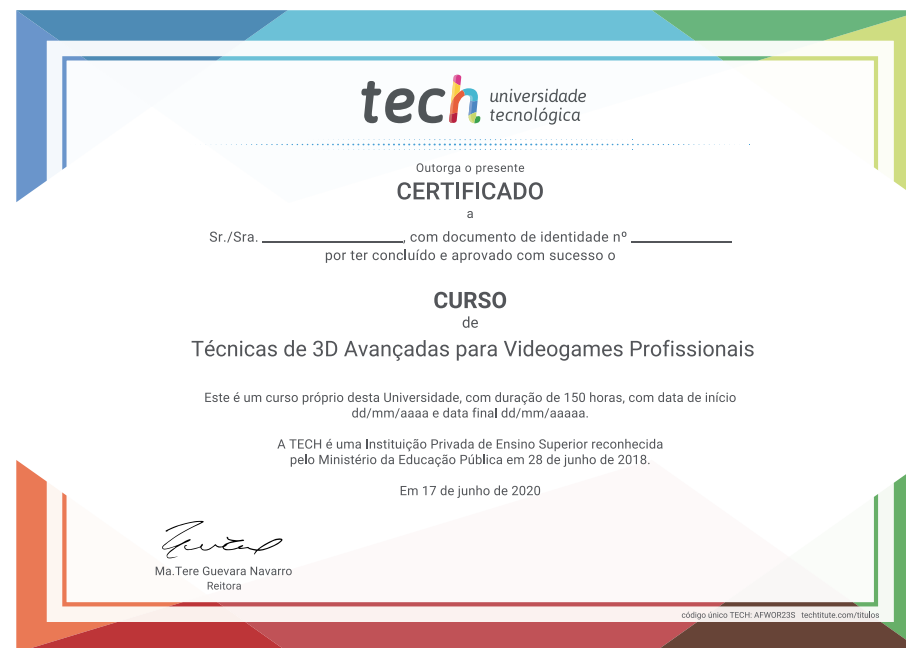 tech universidade
tecnológica
Outorga o presente
CERTIFICADO
a
Sr./Sra. ____________________, com documento de identidade nº ______________
por ter concluído e aprovado com sucesso o
CURSO
de
Técnicas de 3D Avançadas para Videogames Profissionais
Este é um curso próprio desta Universidade, com duração de 150 horas, com data de início
dd/mm/aaaa e data final dd/mm/aaaaa.
A TECH é uma Instituição Privada de Ensino Superior reconhecida
pelo Ministério da Educação Pública em 28 de junho de 2018.
Em 17 de junho de 2020
Ma.Tere Guevara Navarro
Reitora
código único TECH: AFWOR23S techtitute.com/títulos